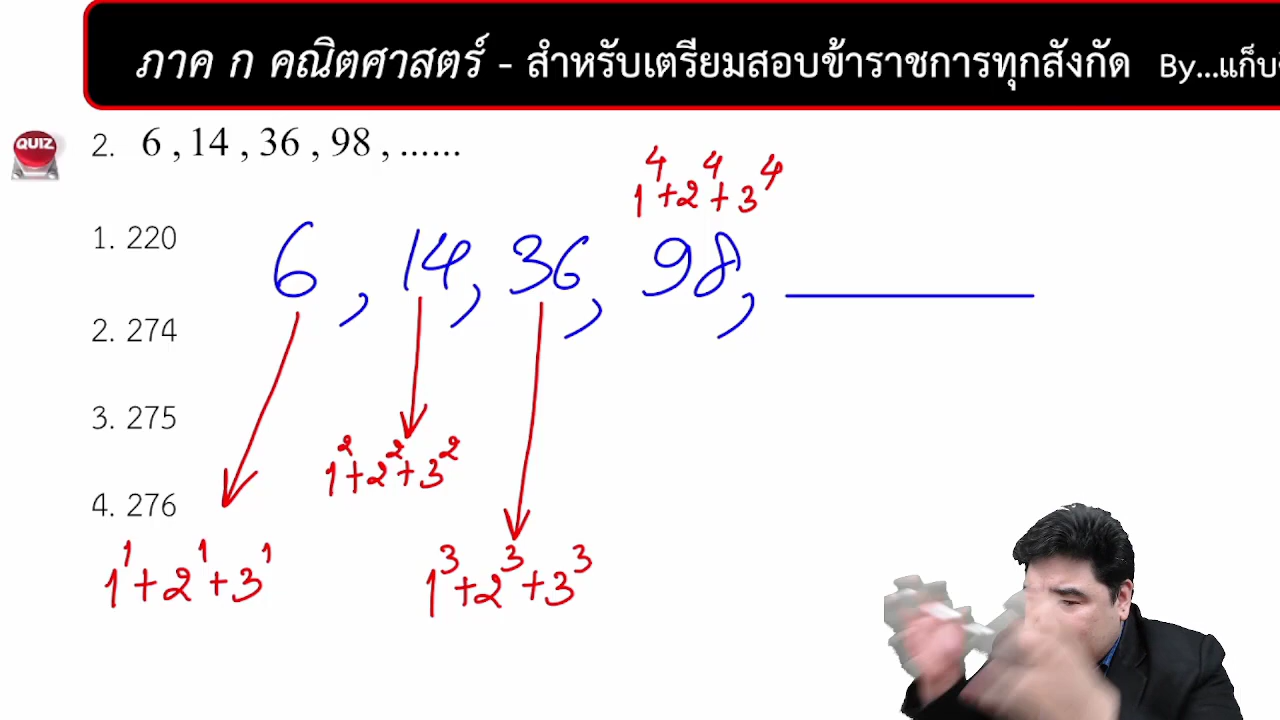 ภาค ก คณิตศาสตร์ - สำหรับเตรียมสอบข้าราชการทุกสังกัด By...แก็บ
QUIZ 2. 6 , 14 , 36 , 98 , ......
1⁴+2⁴+3⁴
1. 220
6 , 14 , 36 , 98 ,
2. 274
3. 275
1²+2²+3²
4. 276
1¹+2¹+3¹
1³+2³+3³